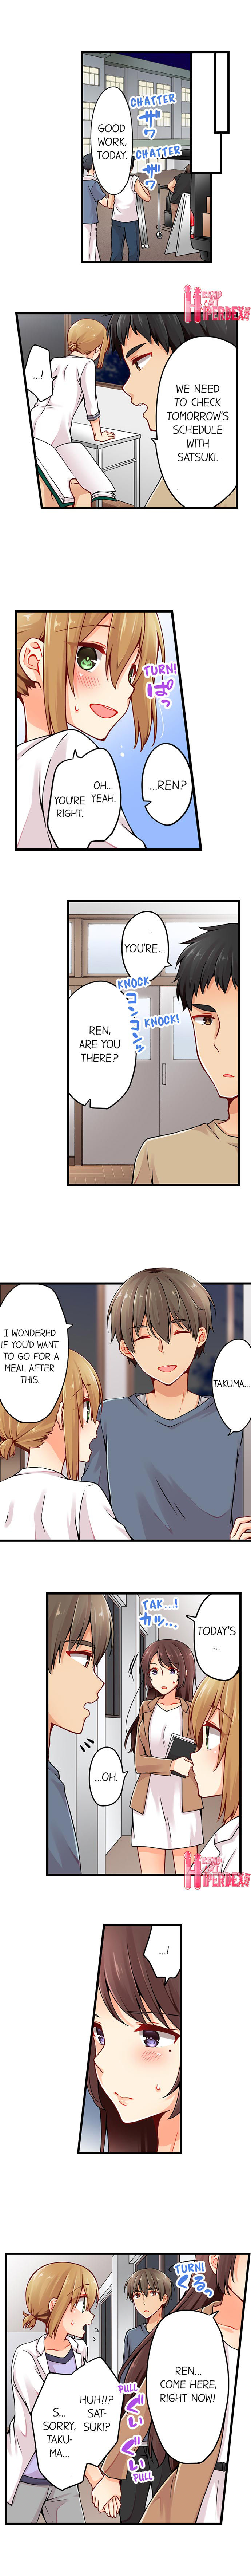 CHATTER
ザワ
GOOD
WORK,
TODAY.
CHATTER
ザワ
HIPERDEX!!
WE NEED
TO CHECK
TOMORROW'S
SCHEDULE
WITH
SATSUKI.
...!
TURN!
ぱっ
...REN?
OH...
YEAH.
YOU'RE
RIGHT.
YOU'RE...
KNOCK
コンコンッ
KNOCK!
REN,
ARE YOU
THERE?
I WONDERED
IF YOU'D WANT
TO GO FOR A
MEAL AFTER
THIS.
TAKUMA...
TAK...!
カッ...
TODAY'S
...
...OH.
HIPERDEX!!
...!
TURN!
くるっ
REN...
COME HERE,
RIGHT NOW!
PULL
ぐい
ぐい
PULL
HUH!!?
SAT-
SUKI?
S...
SORRY,
TAKU-
MA...